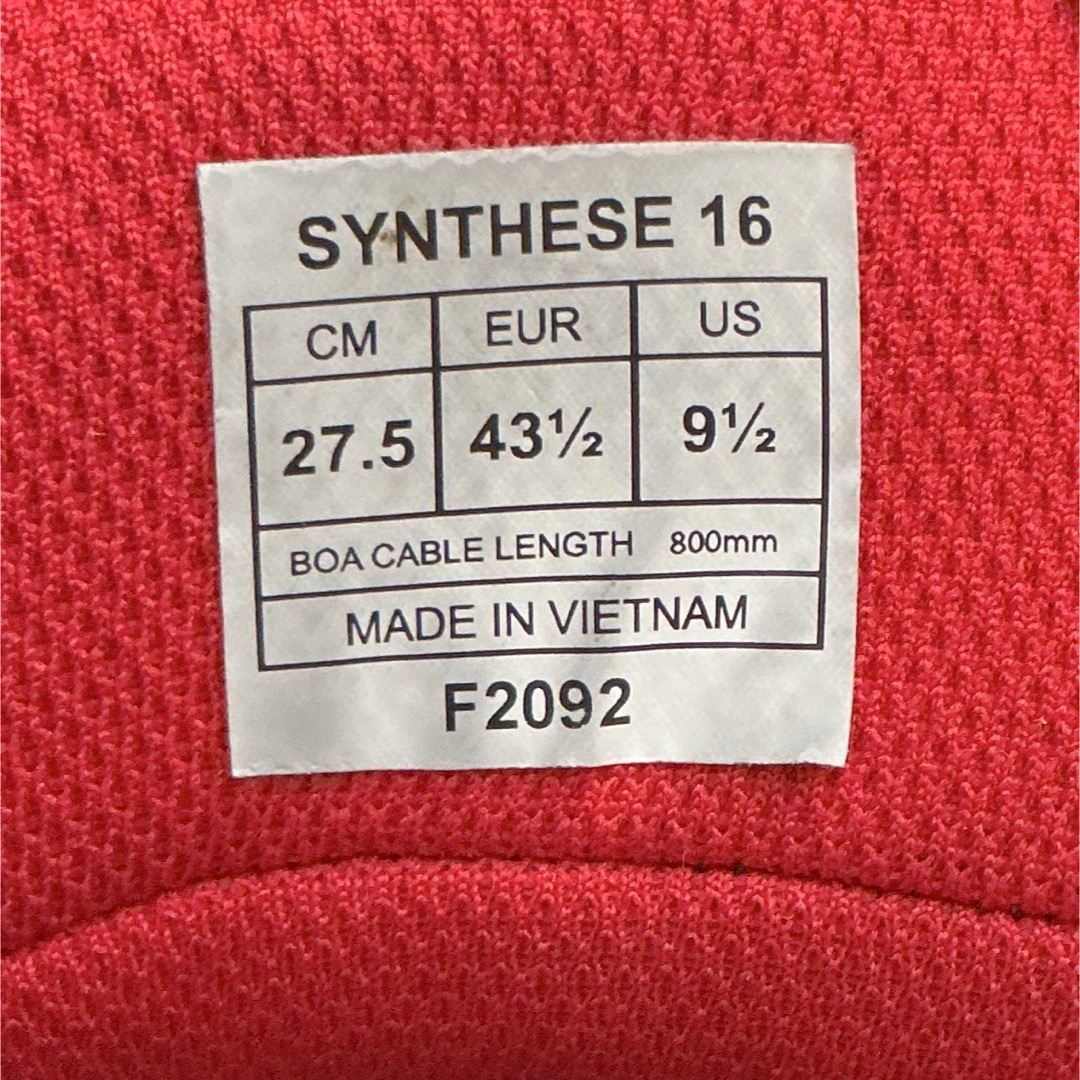 SYNTHESE 16
CM EUR US
27.5 43½ 9½
BOA CABLE LENGTH 800mm
MADE IN VIETNAM
F2092